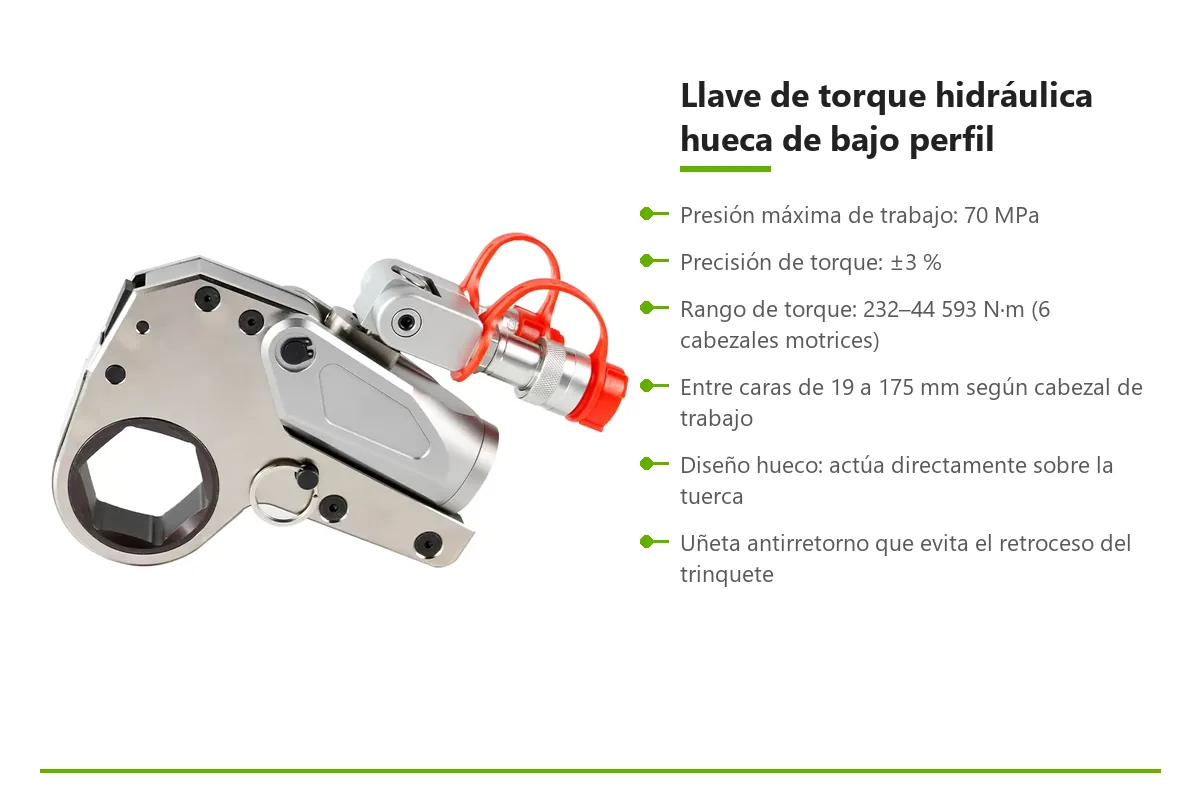 Llave de torque hidráulica
hueca de bajo perfil
Presión máxima de trabajo: 70 MPa
Precisión de torque: ±3 %
Rango de torque: 232–44 593 N·m (6
cabezales motrices)
Entre caras de 19 a 175 mm según cabezal de
trabajo
Diseño hueco: actúa directamente sobre la
tuerca
Uñeta antirretorno que evita el retroceso del
trinquete